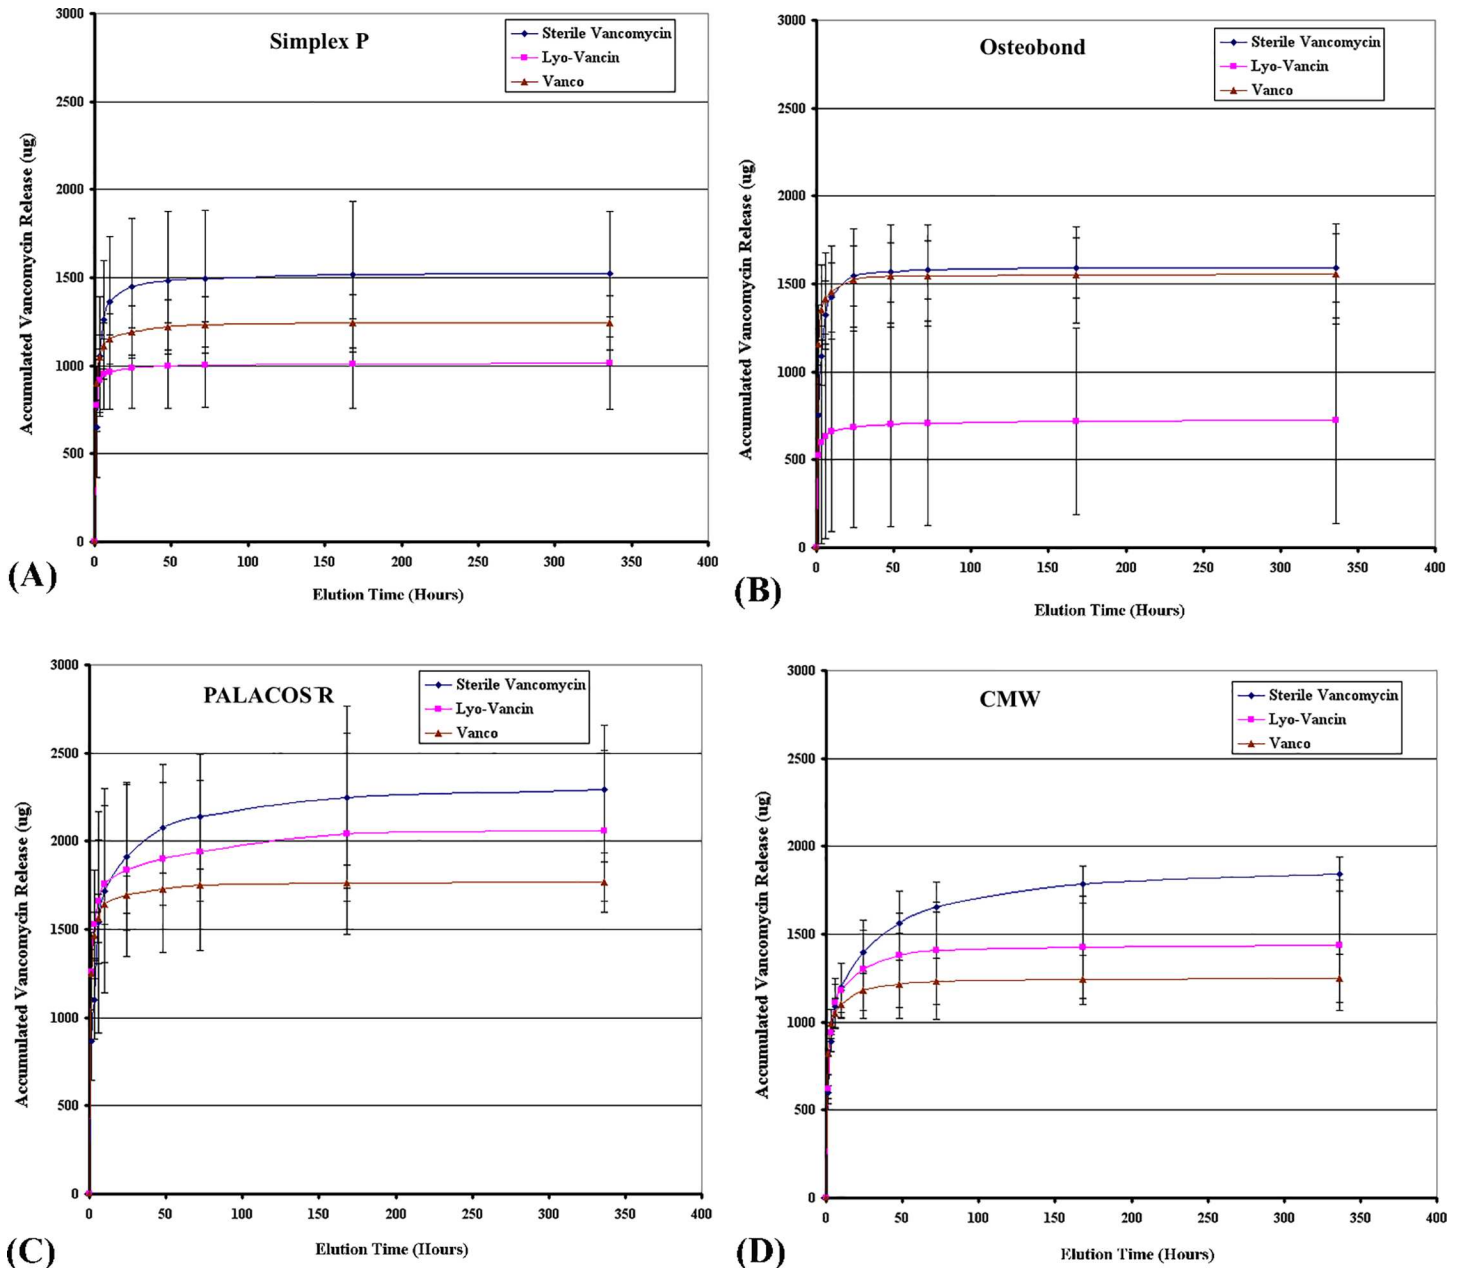 Simplex P
Sterile Vancomycin
Lyo-Vancin
Vanco
Accumulated Vancomycin Release (ug)
3000
2500
2000
1500
1000
500
0
0 50 100 150 200 250 300 350 400
Elution Time (Hours)
(A)
Osteobond
Sterile Vancomycin
Lyo-Vancin
Vanco
Accumulated Vancomycin Release (ug)
3000
2500
2000
1500
1000
500
0
0 50 100 150 200 250 300 350 400
Elution Time (Hours)
(B)
PALACOS R
Sterile Vancomycin
Lyo-Vancin
Vanco
Accumulated Vancomycin Release (ug)
3000
2500
2000
1500
1000
500
0
0 50 100 150 200 250 300 350 400
Elution Time (Hours)
(C)
CMW
Sterile Vancomycin
Lyo-Vancin
Vanco
Accumulated Vancomycin Release (ug)
3000
2500
2000
1500
1000
500
0
0 50 100 150 200 250 300 350 400
Elution Time (Hours)
(D)